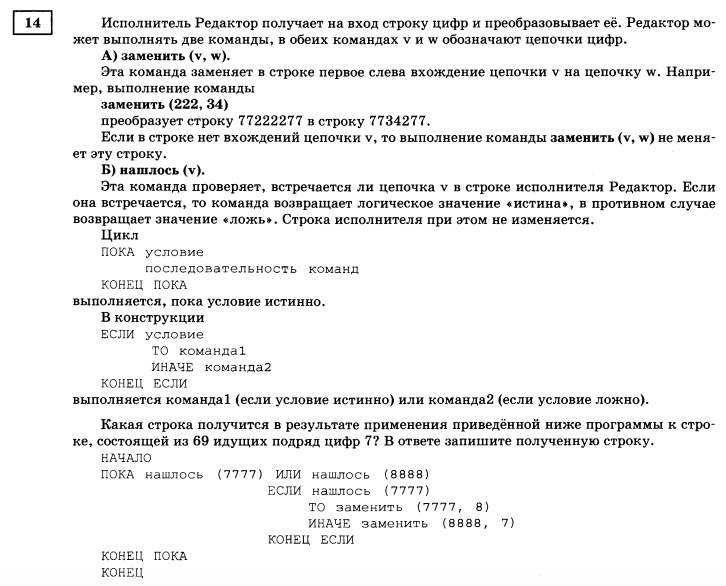 14
Исполнитель Редактор получает на вход строку цифр и преобразовывает её. Редактор мо-
жет выполнять две команды, в обеих командах v и w обозначают цепочки цифр.
А) заменить (v, w).
Эта команда заменяет в строке первое слева вхождение цепочки v на цепочку w. Напри-
мер, выполнение команды
заменить (222, 34)
преобразует строку 77222277 в строку 7734277.
Если в строке нет вхождений цепочки v, то выполнение команды заменить (v, w) не меня-
ет эту строку.
Б) нашлось (v).
Эта команда проверяет, встречается ли цепочка v в строке исполнителя Редактор. Если
она встречается, то команда возвращает логическое значение «истина», в противном случае
возвращает значение «ложь». Строка исполнителя при этом не изменяется.
Цикл
ПОКА условие
последовательность команд
КОНЕЦ ПОКА
выполняется, пока условие истинно.
В конструкции
ЕСЛИ условие
ТО команда1
ИНАЧЕ команда2
КОНЕЦ ЕСЛИ
выполняется команда1 (если условие истинно) или команда2 (если условие ложно).
Какая строка получится в результате применения приведённой ниже программы к стро-
ке, состоящей из 69 идущих подряд цифр 7? В ответе запишите полученную строку.
НАЧАЛО
ПОКА нашлось (7777) ИЛИ нашлось (8888)
ЕСЛИ нашлось (7777)
ТО заменить (7777, 8)
ИНАЧЕ заменить (8888, 7)
КОНЕЦ ЕСЛИ
КОНЕЦ ПОКА
КОНЕЦ